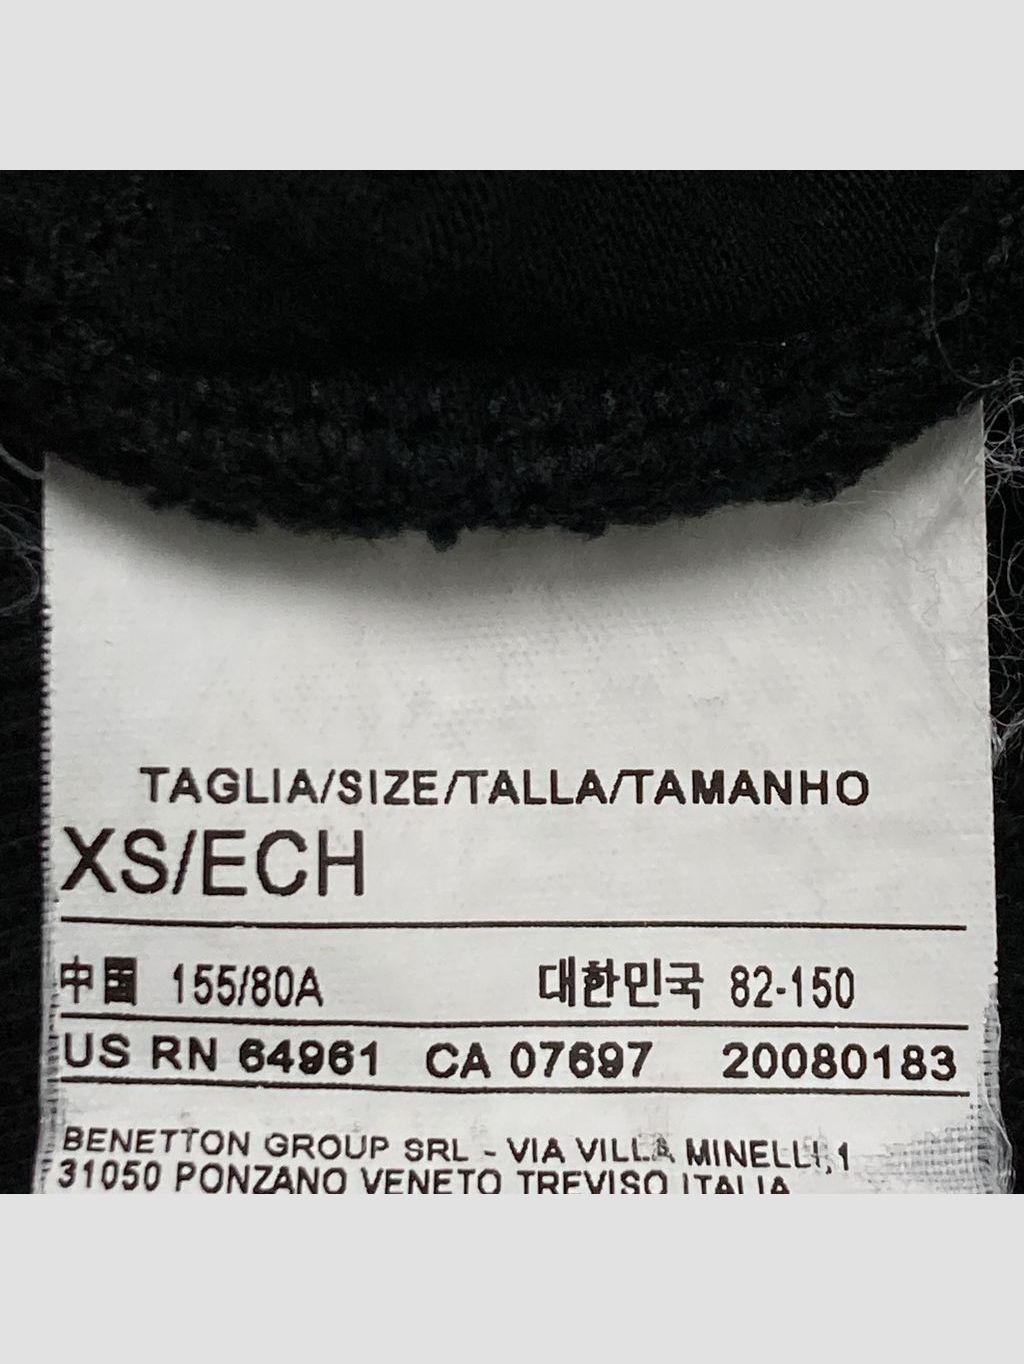 TAGLIA/SIZE/TALLA/TAMANHO
XS/ECH
中国 155/80A 대한민국 82-150
US RN 64961 CA 07697 20080183
BENETTON GROUP SRL - VIA VILLA MINELLI,1
31050 PONZANO VENETO TREVISO ITALIA